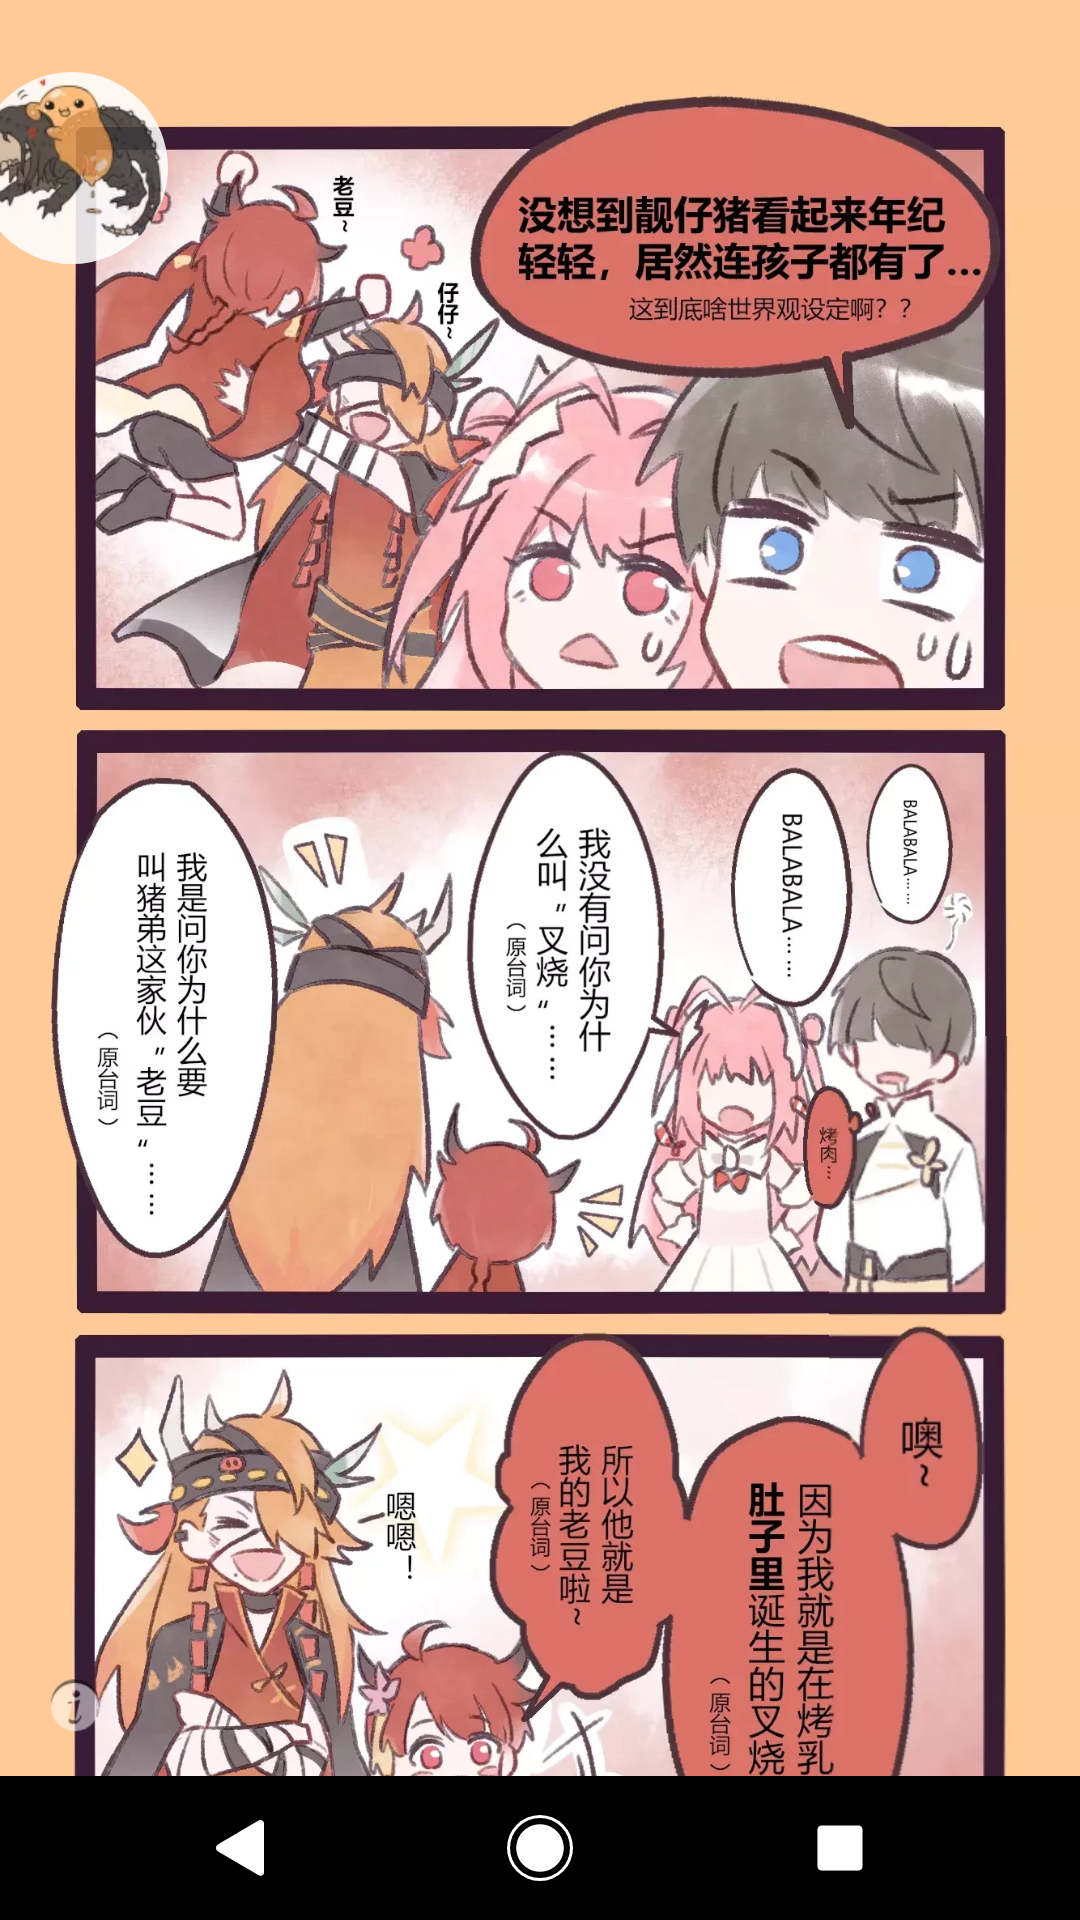 老豆~
仔仔~
没想到靓仔猪看起来年纪
轻轻，居然连孩子都有了...
这到底啥世界观设定啊？？
BALABALA……
BALABALA……
烤肉…
我没有问你为什
么叫“叉烧“……
（原台词）
我是问你为什么要
叫猪弟这家伙“老豆“……
（原台词）
噢~
因为我就是在烤乳
肚子里诞生的叉烧
（原台词）
所以他就是
我的老豆啦~
（原台词）
嗯嗯！
i